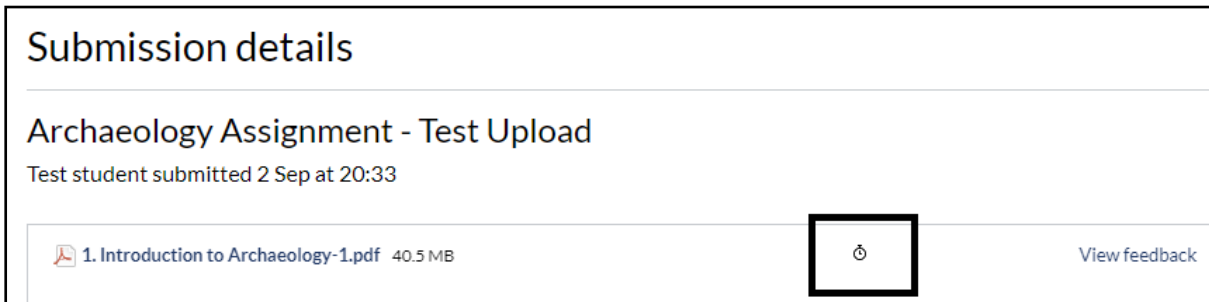 Submission details
Archaeology Assignment - Test Upload
Test student submitted 2 Sep at 20:33
1. Introduction to Archaeology-1.pdf 40.5 MB View feedback